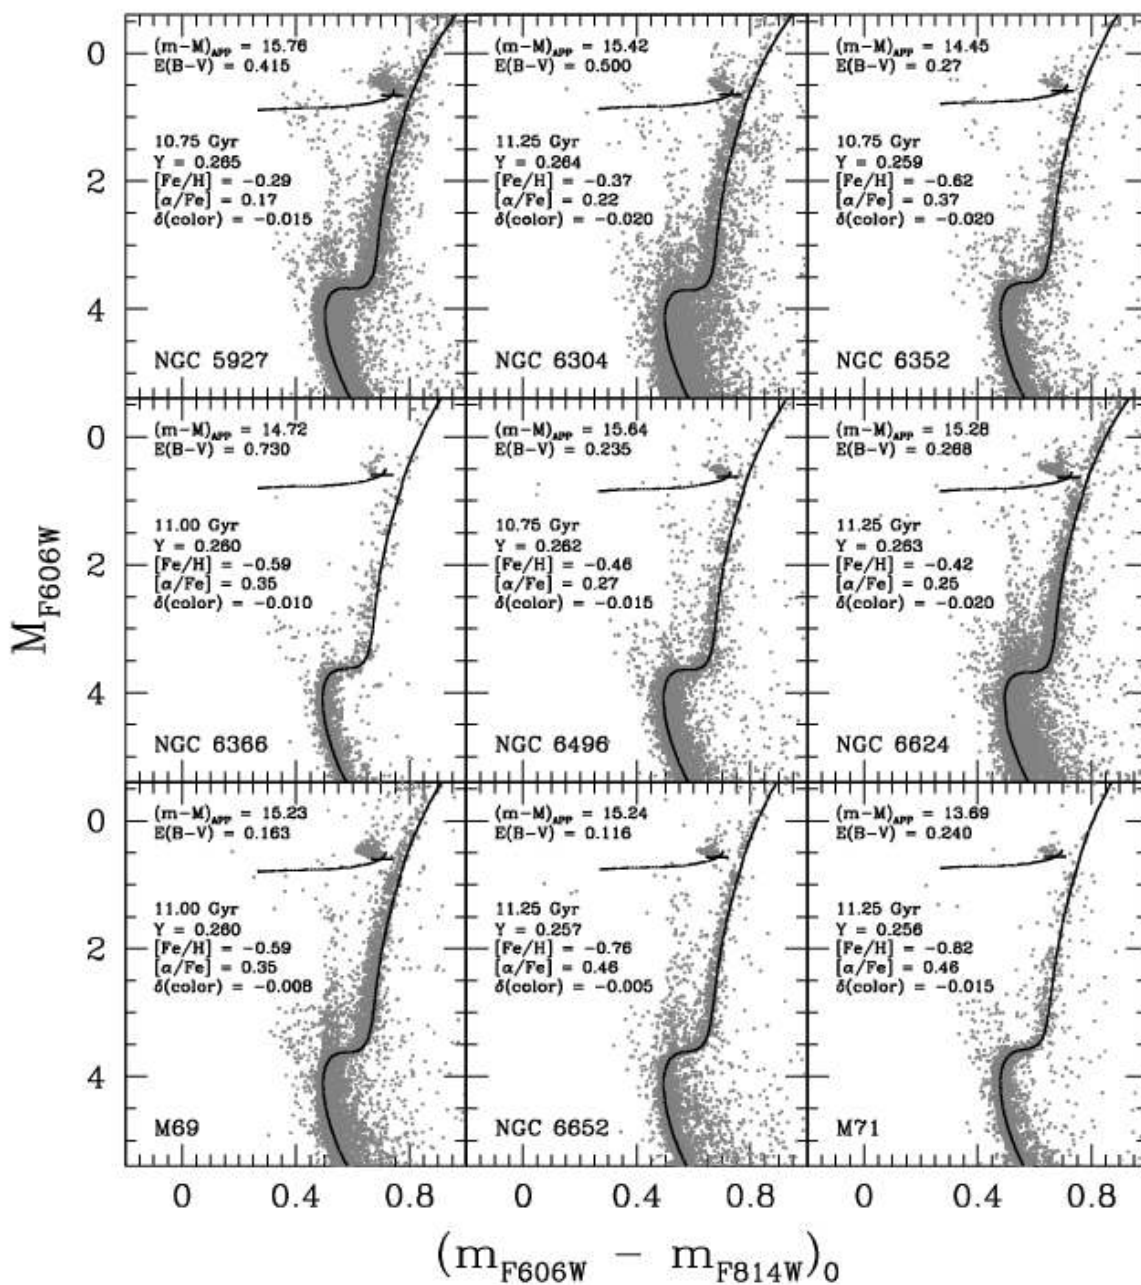 (m−M)APP = 15.76
E(B−V) = 0.415
10.75 Gyr
Y = 0.265
[Fe/H] = −0.29
[α/Fe] = 0.17
δ(color) = −0.015
NGC 5927
(m−M)APP = 15.42
E(B−V) = 0.500
11.25 Gyr
Y = 0.264
[Fe/H] = −0.37
[α/Fe] = 0.22
δ(color) = −0.020
NGC 6304
(m−M)APP = 14.45
E(B−V) = 0.27
10.75 Gyr
Y = 0.259
[Fe/H] = −0.62
[α/Fe] = 0.37
δ(color) = −0.020
NGC 6352
0
2
4
(m−M)APP = 14.72
E(B−V) = 0.730
11.00 Gyr
Y = 0.260
[Fe/H] = −0.59
[α/Fe] = 0.35
δ(color) = −0.010
NGC 6366
(m−M)APP = 15.64
E(B−V) = 0.235
10.75 Gyr
Y = 0.262
[Fe/H] = −0.46
[α/Fe] = 0.27
δ(color) = −0.015
NGC 6496
(m−M)APP = 15.28
E(B−V) = 0.268
11.25 Gyr
Y = 0.263
[Fe/H] = −0.42
[α/Fe] = 0.25
δ(color) = −0.020
NGC 6624
0
2
4
(m−M)APP = 15.23
E(B−V) = 0.163
11.00 Gyr
Y = 0.260
[Fe/H] = −0.59
[α/Fe] = 0.35
δ(color) = −0.008
M69
(m−M)APP = 15.24
E(B−V) = 0.116
11.25 Gyr
Y = 0.257
[Fe/H] = −0.76
[α/Fe] = 0.46
δ(color) = −0.005
NGC 6652
(m−M)APP = 13.69
E(B−V) = 0.240
11.25 Gyr
Y = 0.256
[Fe/H] = −0.82
[α/Fe] = 0.46
δ(color) = −0.015
M71
0
2
4
0 0.4 0.8 0 0.4 0.8 0 0.4 0.8
MF606W
(mF606W − mF814W)0